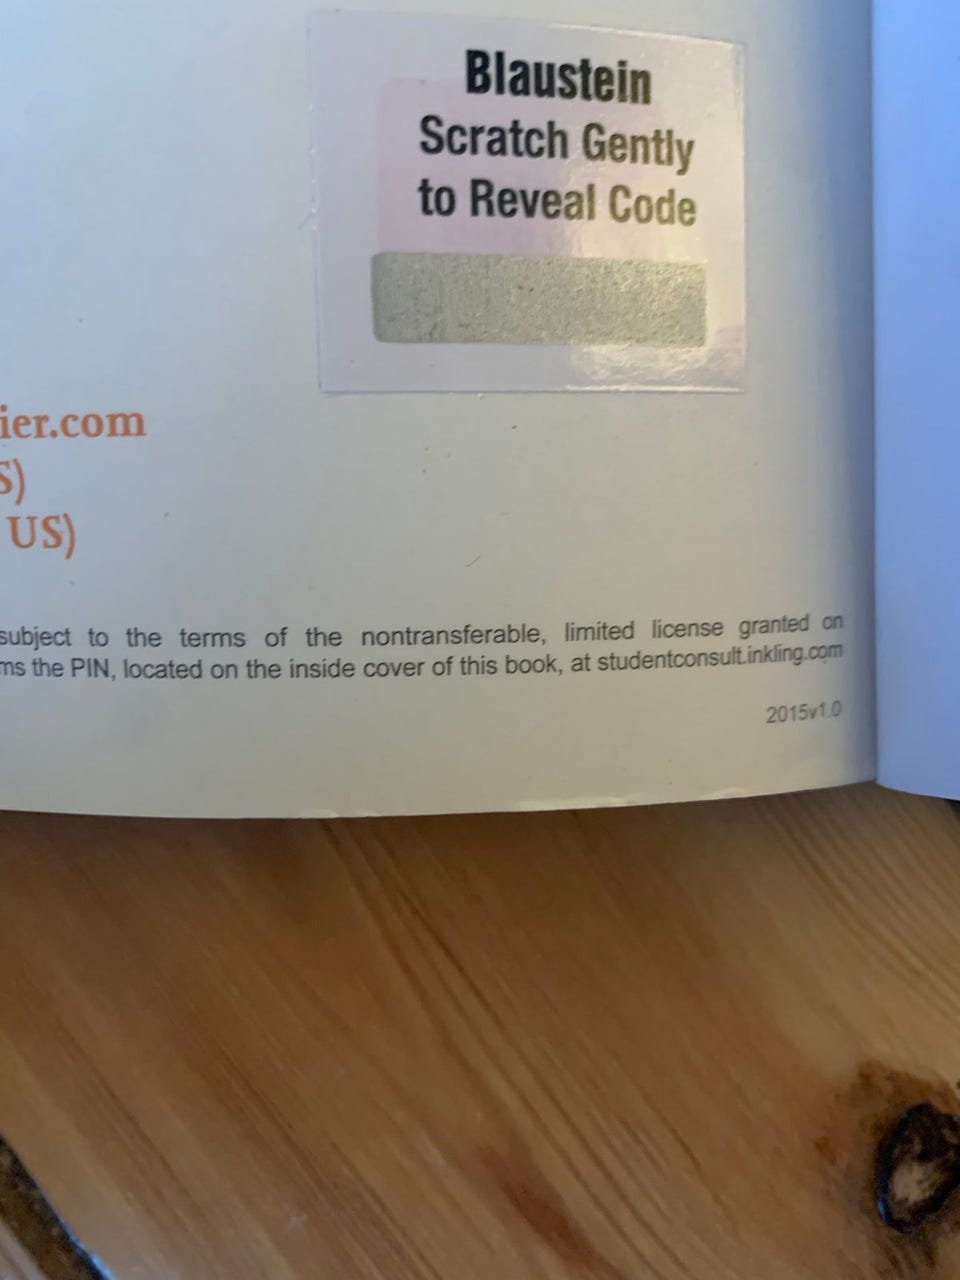 Blaustein
Scratch Gently
to Reveal Code
ier.com
S)
US)
subject to the terms of the nontransferable, limited license granted on
ms the PIN, located on the inside cover of this book, at studentconsult.inkling.com
2015v1.0